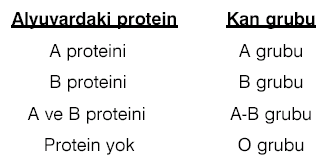 Alyuvardaki protein Kan grubu
A proteini A grubu
B proteini B grubu
A ve B proteini A-B grubu
Protein yok O grubu